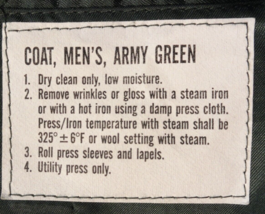 COAT, MEN'S, ARMY GREEN
1. Dry clean only, low moisture.
2. Remove wrinkles or gloss with a steam iron
or with a hot iron using a damp press cloth.
Press/Iron temperature with steam shall be
325° ± 6°F or wool setting with steam.
3. Roll press sleeves and lapels.
4. Utility press only.